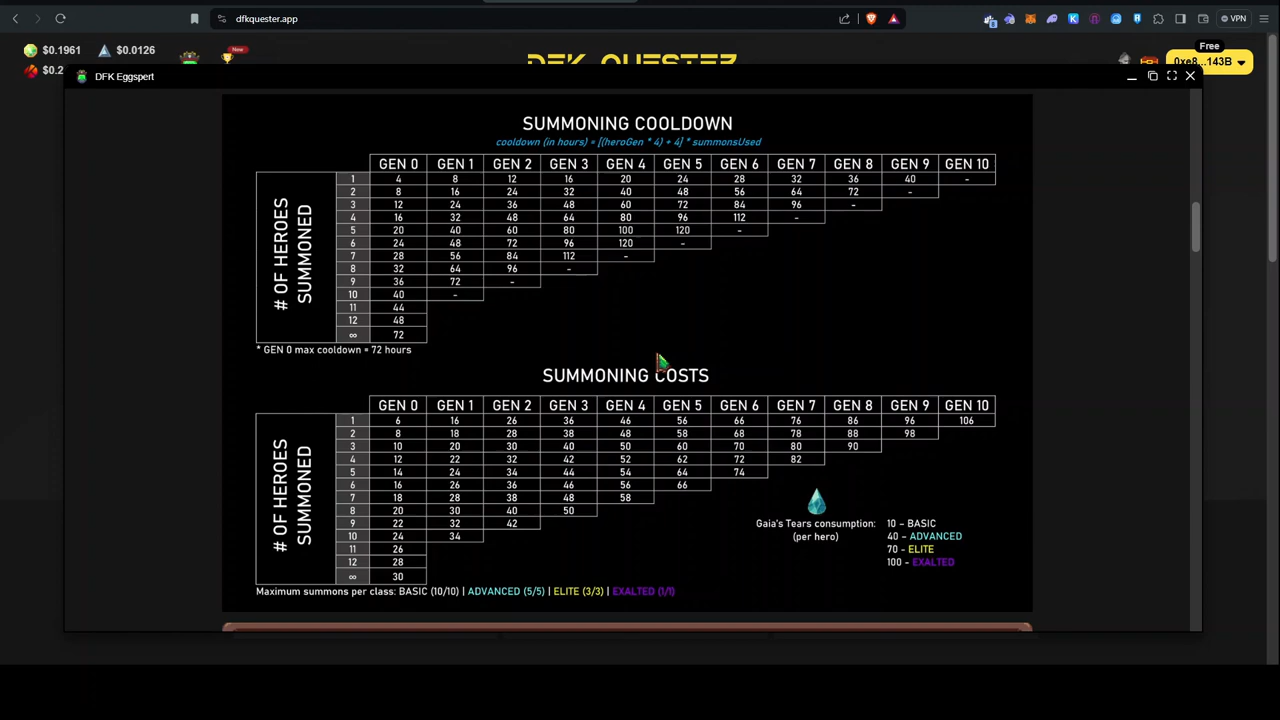 dfkquester.app
VPN
$0.1961 $0.0126
New
DFK QUESTER
Free
$0.2
0xe8...143B
DFK Eggspert
SUMMONING COOLDOWN
cooldown (in hours) = [(heroGen * 4) + 4] * summonsUsed
GEN 0 GEN 1 GEN 2 GEN 3 GEN 4 GEN 5 GEN 6 GEN 7 GEN 8 GEN 9 GEN 10
# OF HEROES SUMMONED
1 4 8 12 16 20 24 28 32 36 40 -
2 8 16 24 32 40 48 56 64 72 -
3 12 24 36 48 60 72 84 96 -
4 16 32 48 64 80 96 112 -
5 20 40 60 80 100 120 -
6 24 48 72 96 120 -
7 28 56 84 112 -
8 32 64 96 -
9 36 72 -
10 40 -
11 44
12 48
∞ 72
* GEN 0 max cooldown = 72 hours
SUMMONING COSTS
GEN 0 GEN 1 GEN 2 GEN 3 GEN 4 GEN 5 GEN 6 GEN 7 GEN 8 GEN 9 GEN 10
# OF HEROES SUMMONED
1 6 16 26 36 46 56 66 76 86 96 106
2 8 18 28 38 48 58 68 78 88 98
3 10 20 30 40 50 60 70 80 90
4 12 22 32 42 52 62 72 82
5 14 24 34 44 54 64 74
6 16 26 36 46 56 66
7 18 28 38 48 58
8 20 30 40 50
9 22 32 42
10 24 34
11 26
12 28
∞ 30
Gaia's Tears consumption: 10 – BASIC
(per hero) 40 – ADVANCED
70 – ELITE
100 – EXALTED
Maximum summons per class: BASIC (10/10) | ADVANCED (5/5) | ELITE (3/3) | EXALTED (1/1)